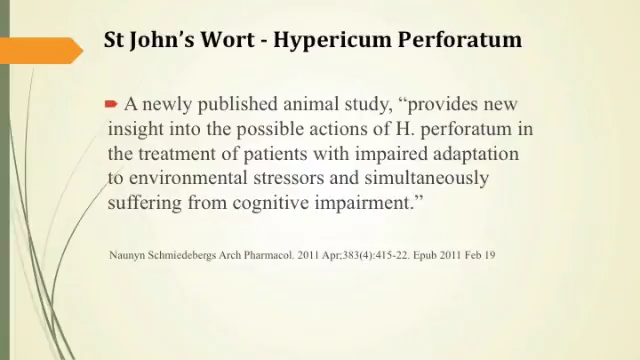 St John’s Wort - Hypericum Perforatum
A newly published animal study, “provides new
insight into the possible actions of H. perforatum in
the treatment of patients with impaired adaptation
to environmental stressors and simultaneously
suffering from cognitive impairment.”
Naunyn Schmiedebergs Arch Pharmacol. 2011 Apr;383(4):415-22. Epub 2011 Feb 19